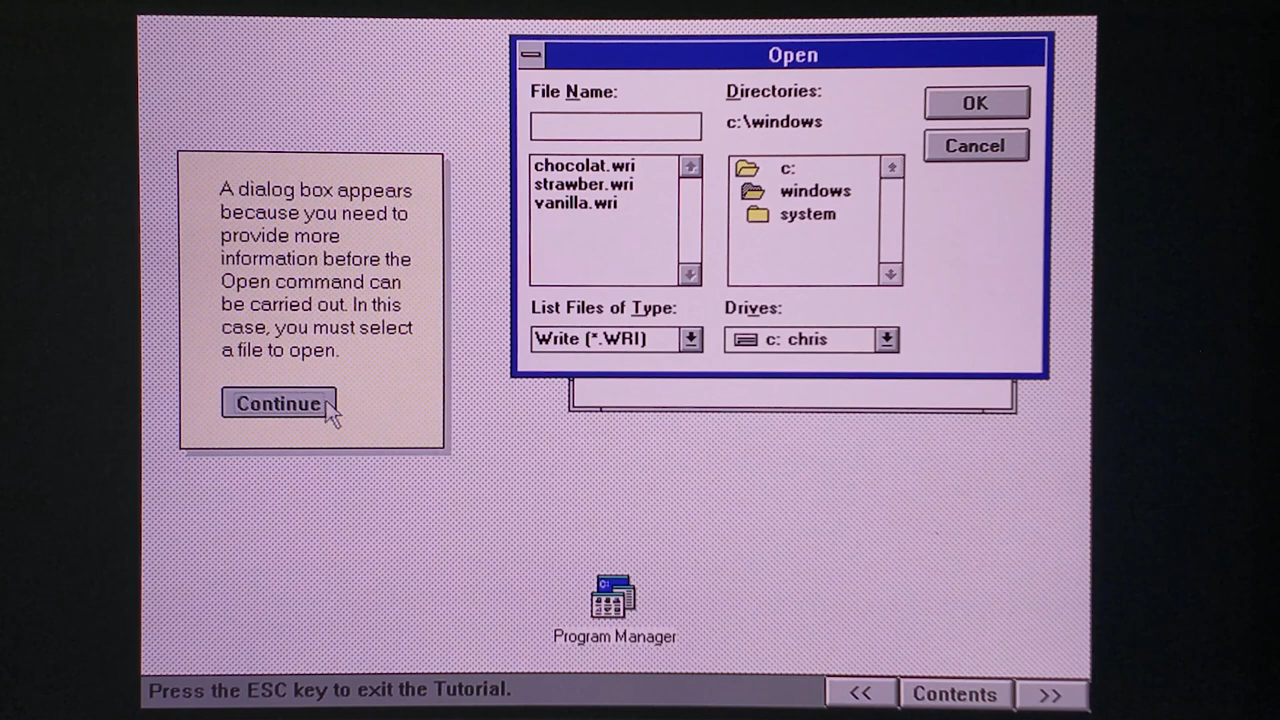 A dialog box appears
because you need to
provide more
information before the
Open command can
be carried out. In this
case, you must select
a file to open.
Continue
Open
File Name:
chocolat.wri
strawber.wri
vanilla.wri
List Files of Type:
Write (*.WRI)
Directories:
c:\windows
c:
windows
system
Drives:
c: chris
OK
Cancel
Program Manager
Press the ESC key to exit the Tutorial.
<<
Contents
>>